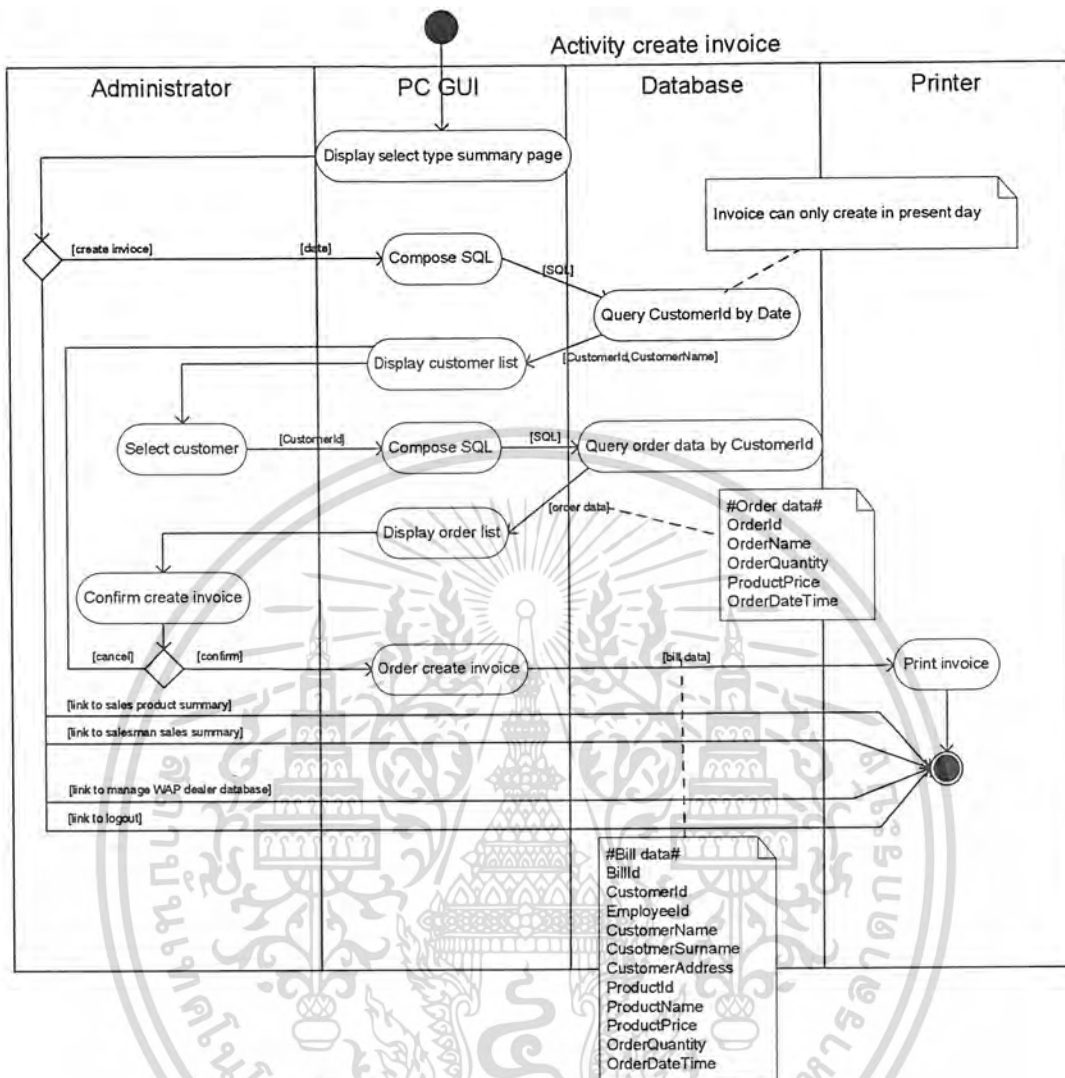 Activity create invoice
Administrator
PC GUI
Database
Printer
Display select type summary page
Invoice can only create in present day
[create invioce]
[date]
Compose SQL
[SQL]
Query CustomerId by Date
Display customer list
[CustomerId,CustomerName]
Select customer
[CustomerId]
Compose SQL
[SQL]
Query order data by CustomerId
[order data]
#Order data#
OrderId
OrderName
OrderQuantity
ProductPrice
OrderDateTime
Display order list
Confirm create invoice
[cancel]
[confirm]
Order create invoice
[bill data]
Print invoice
[link to sales product summary]
[link to salesman sales summary]
[link to manage WAP dealer database]
[link to logout]
#Bill data#
BillId
CustomerId
EmployeeId
CustomerName
CusotmerSurname
CustomerAddress
ProductId
ProductName
ProductPrice
OrderQuantity
OrderDateTime